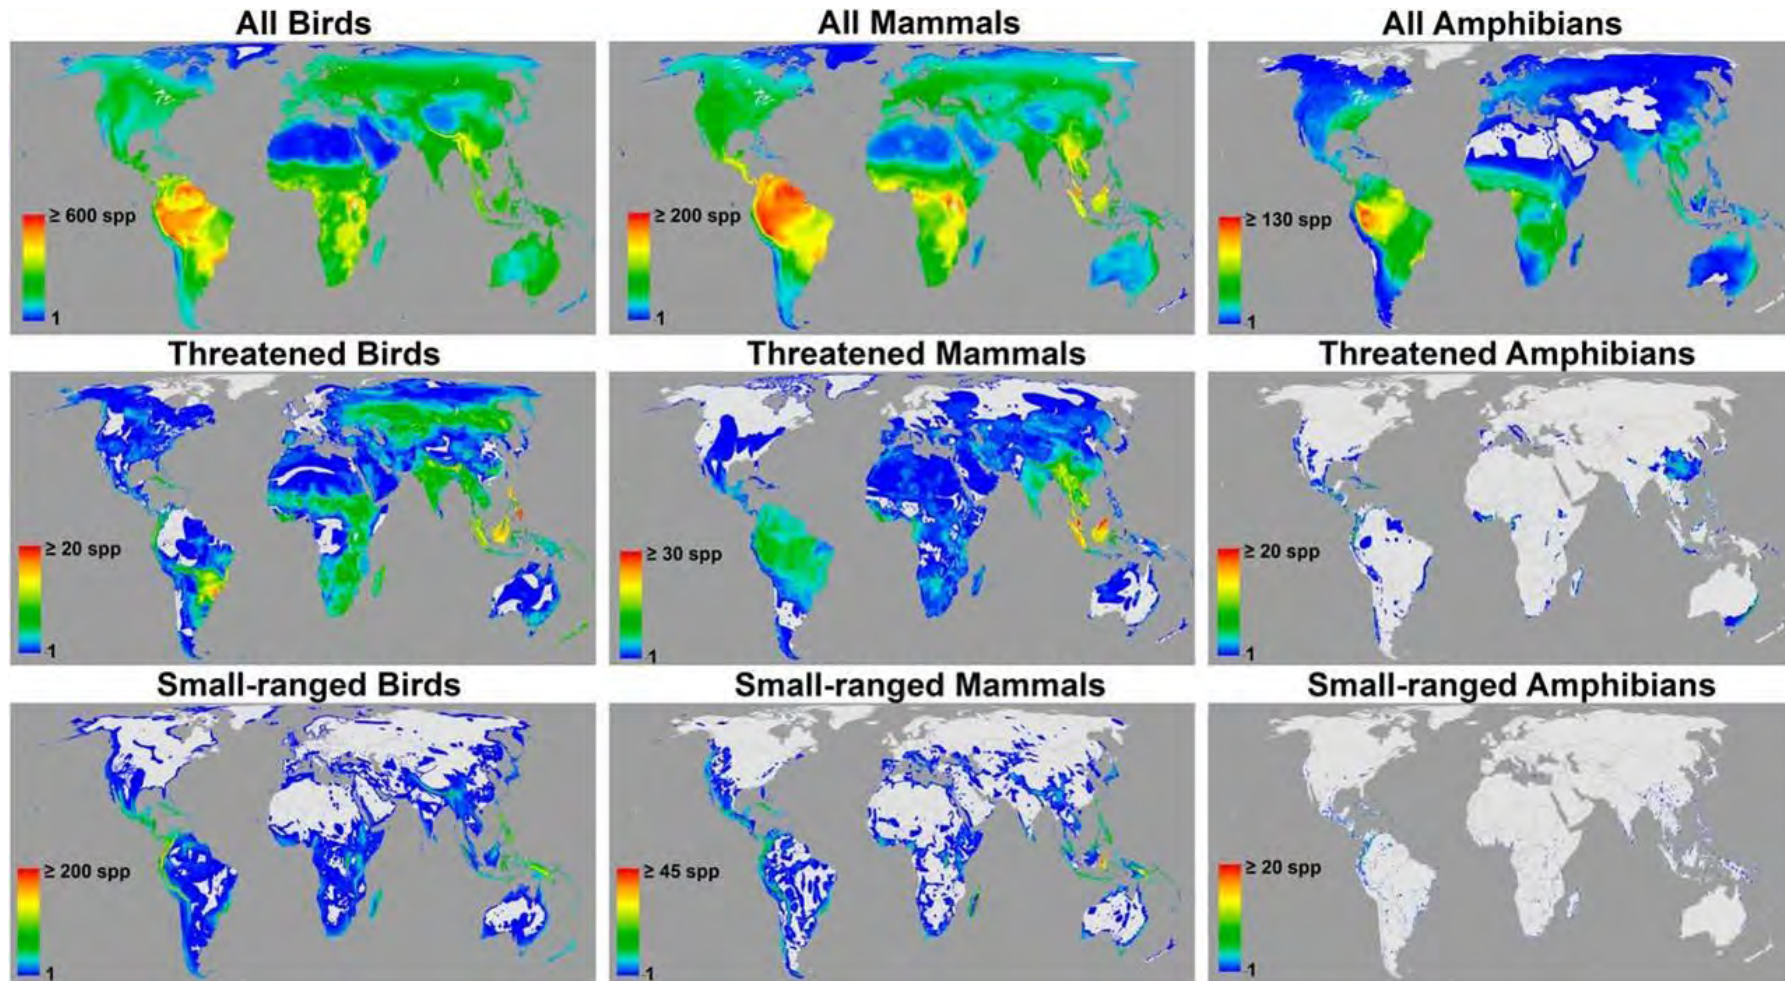 All Birds
All Mammals
All Amphibians
≥ 600 spp
1
≥ 200 spp
1
≥ 130 spp
1
Threatened Birds
Threatened Mammals
Threatened Amphibians
≥ 20 spp
1
≥ 30 spp
1
≥ 20 spp
1
Small-ranged Birds
Small-ranged Mammals
Small-ranged Amphibians
≥ 200 spp
1
≥ 45 spp
1
≥ 20 spp
1